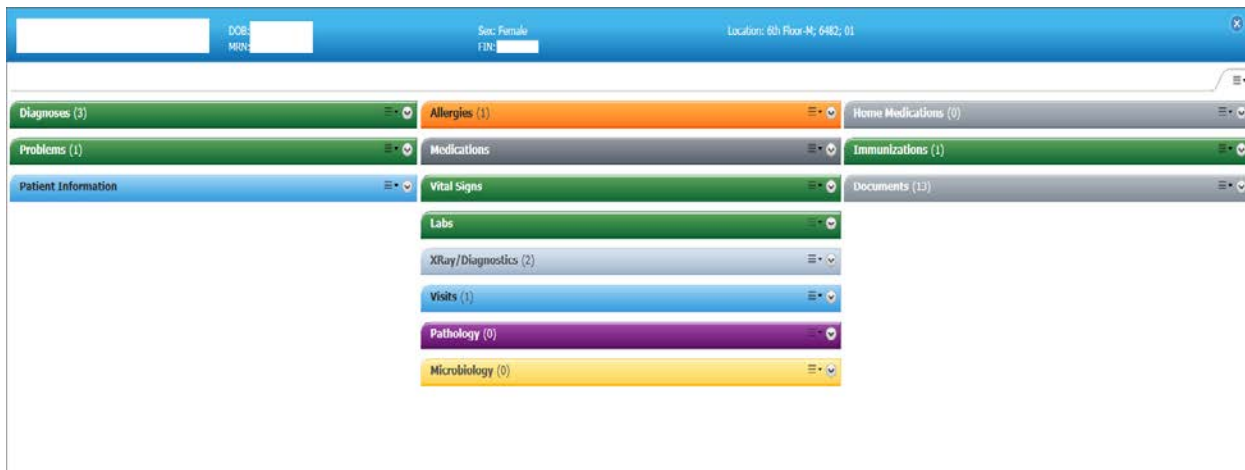 DOB:
MRN:
Sex: Female
FIN:
Location: 6th Floor-M; 6482; 01
Diagnoses (3)
Problems (1)
Patient Information
Allergies (1)
Medications
Vital Signs
Labs
XRay/Diagnostics (2)
Visits (1)
Pathology (0)
Microbiology (0)
Home Medications (0)
Immunizations (1)
Documents (13)